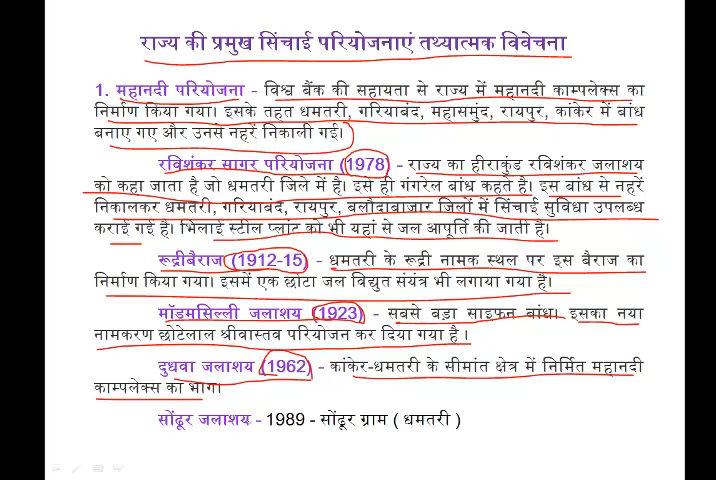 राज्य की प्रमुख सिंचाई परियोजनाएं तथ्यात्मक विवेचना
1. महानदी परियोजना - विश्व बैंक की सहायता से राज्य में महानदी काम्पलेक्स का
निर्माण किया गया। इसके तहत धमतरी, गरियाबंद, महासमुंद, रायपुर, कांकेर में बांध
बनाए गए और उनसे नहरें निकाली गई।
रविशंकर सागर परियोजना (1978) - राज्य का हीराकुंड रविशंकर जलाशय
को कहा जाता है जो धमतरी जिले में है। इसे ही गंगरेल बांध कहते है। इस बांध से नहरें
निकालकर धमतरी, गरियाबंद, रायपुर, बलौदाबाजार जिलों में सिंचाई सुविधा उपलब्ध
कराई गई है। भिलाई स्टील प्लांट को भी यहां से जल आपूर्ति की जाती है।
रूद्रीबैराज (1912-15) - धमतरी के रूद्री नामक स्थल पर इस बैराज का
निर्माण किया गया। इसमें एक छोटा जल विद्युत संयंत्र भी लगाया गया है।
मॉडमसिल्ली जलाशय (1923) - सबसे बड़ा साइफन बांध। इसका नया
नामकरण छोटेलाल श्रीवास्तव परियोजन कर दिया गया है ।
दुधवा जलाशय (1962) - कांकेर-धमतरी के सीमांत क्षेत्र में निर्मित महानदी
काम्पलेक्स का भाग।
सोंढूर जलाशय - 1989 - सोंढूर ग्राम ( धमतरी )